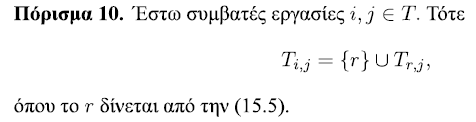 Πόρισμα 10. Έστω συμβατές εργασίες i, j ∈ T. Τότε
T_{i,j} = {r} ∪ T_{r,j},
όπου το r δίνεται από την (15.5).